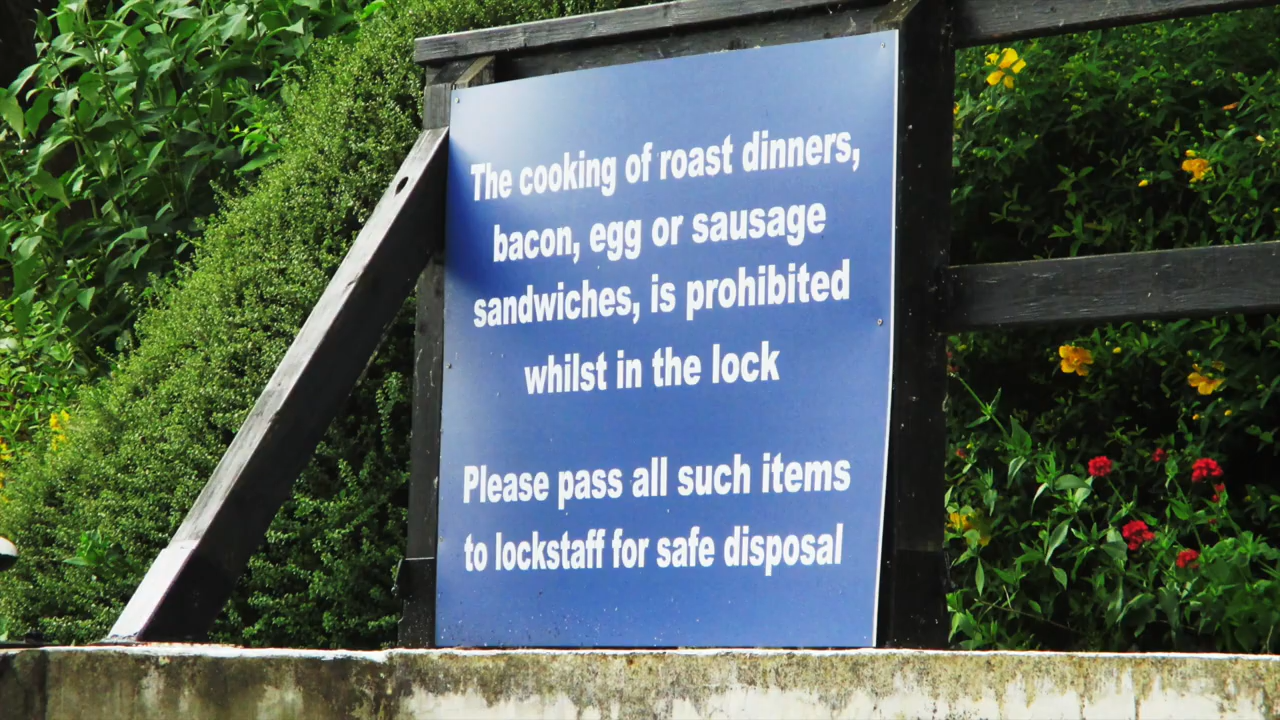 The cooking of roast dinners,
bacon, egg or sausage
sandwiches, is prohibited
whilst in the lock
Please pass all such items
to lockstaff for safe disposal